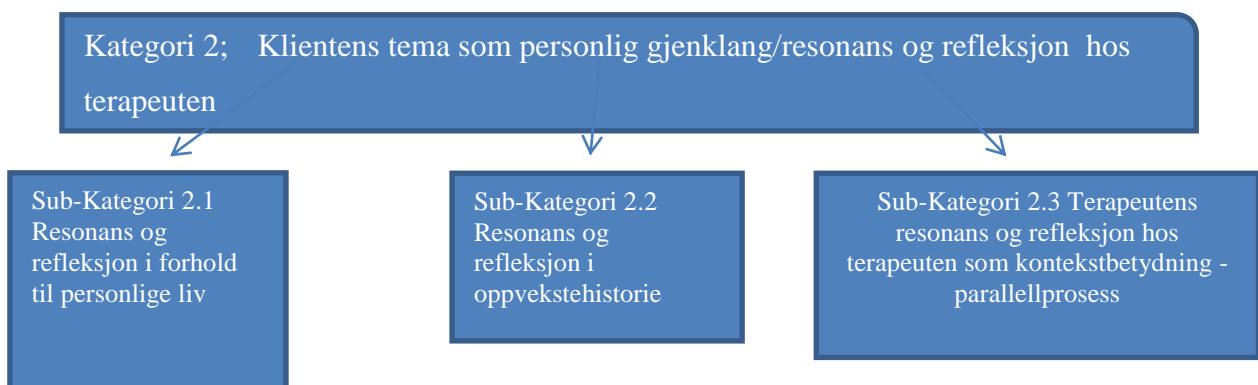 Kategori 2;    Klientens tema som personlig gjenklang/resonans og refleksjon  hos
terapeuten
Sub-Kategori 2.1
Resonans og
refleksjon i forhold
til personlige liv
Sub-Kategori 2.2
Resonans og
refleksjon i
oppvekstehistorie
Sub-Kategori 2.3 Terapeutens
resonans og refleksjon hos
terapeuten som kontekstbetydning -
parallellprosess